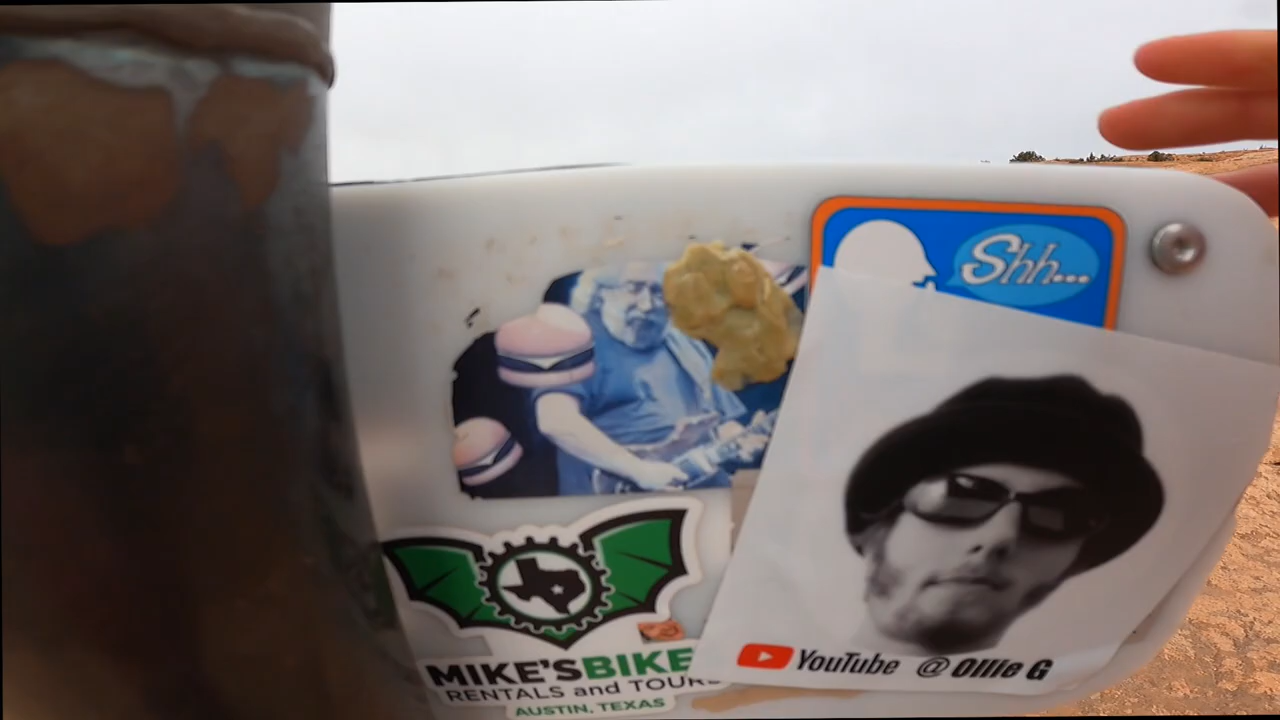 Shh...
MIKE'S BIKE
RENTALS and TOURS
AUSTIN, TEXAS
YouTube @ Ollie G